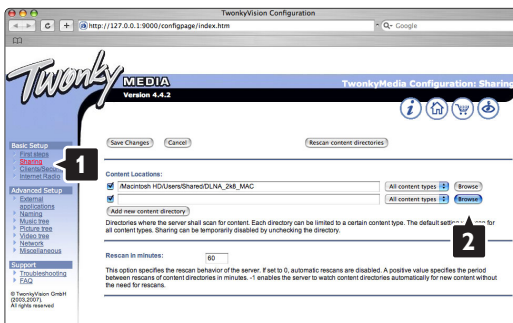 TwonkyVision Configuration
http://127.0.0.1:9000/configpage/index.htm
Q- Google
Twonky
MEDIA
Version 4.4.2
TwonkyMedia Configuration: Sharing
Basic Setup
First steps
Sharing
Clients/Security
Internet Radio
1
Advanced Setup
External
applications
Naming
Music tree
Picture tree
Video tree
Network
Miscellaneous
Support
Troubleshooting
FAQ
© TwonkyVision GmbH
(2003,2007).
All rights reserved
Save Changes Cancel Rescan content directories
Content Locations:
/Macintosh HD/Users/Shared/DLNA_2k8_MAC All content types Browse
All content types Browse
Add new content directory
2
Directories where the server shall scan for content. Each directory can be limited to a certain content type. The default for
all content types. Sharing can be temporarily disabled by unchecking the directory.
Rescan in minutes: 60
This option specifies the rescan behavior of the server. If set to 0, automatic rescans are disabled. A positive value specifies the period
between rescans of content directories in minutes. -1 enables the server to watch content directories automatically for new content without
the need for rescans.